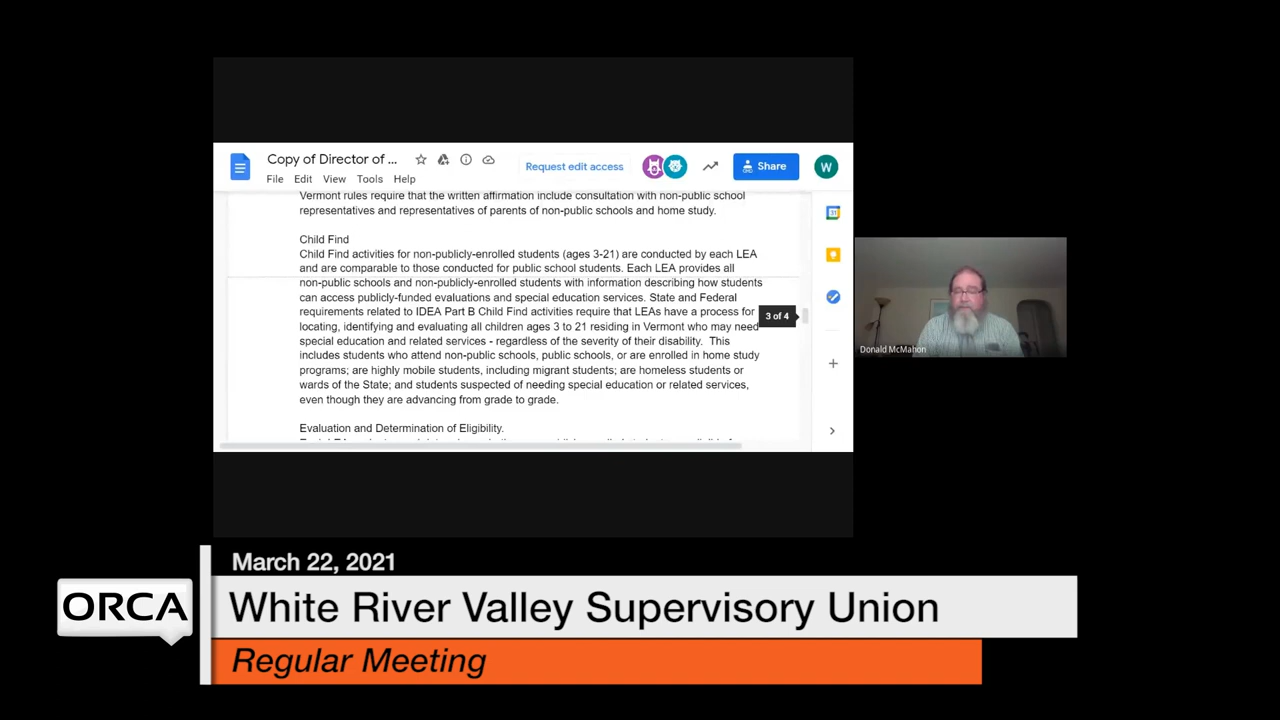 Copy of Director of ...
Request edit access
Share
W
File Edit View Tools Help
Vermont rules require that the written affirmation include consultation with non-public school
representatives and representatives of parents of non-public schools and home study.
Child Find
Child Find activities for non-publicly-enrolled students (ages 3-21) are conducted by each LEA
and are comparable to those conducted for public school students. Each LEA provides all
non-public schools and non-publicly-enrolled students with information describing how students
can access publicly-funded evaluations and special education services. State and Federal
requirements related to IDEA Part B Child Find activities require that LEAs have a process for
locating, identifying and evaluating all children ages 3 to 21 residing in Vermont who may need
special education and related services - regardless of the severity of their disability. This
includes students who attend non-public schools, public schools, or are enrolled in home study
programs; are highly mobile students, including migrant students; are homeless students or
wards of the State; and students suspected of needing special education or related services,
even though they are advancing from grade to grade.
Evaluation and Determination of Eligibility.
3 of 4
31
Donald McMahon
March 22, 2021
ORCA
White River Valley Supervisory Union
Regular Meeting